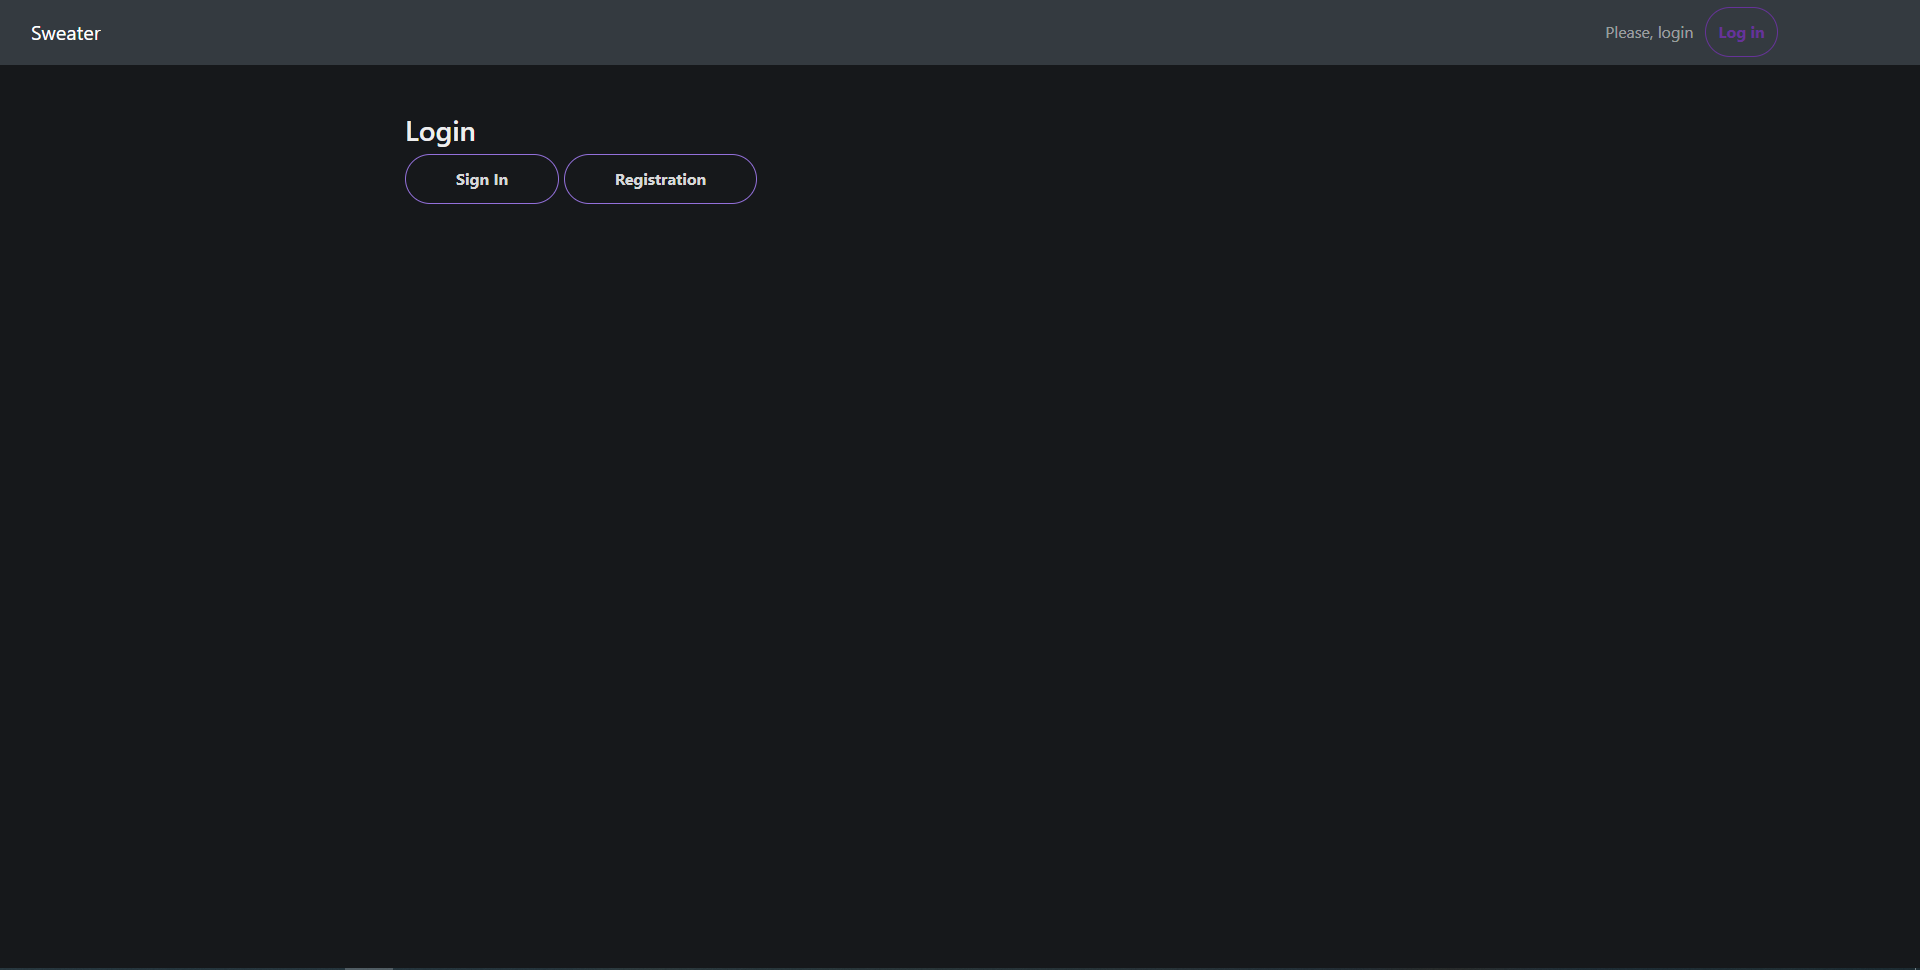 Sweater
Please, login Log in
Login
Sign In Registration